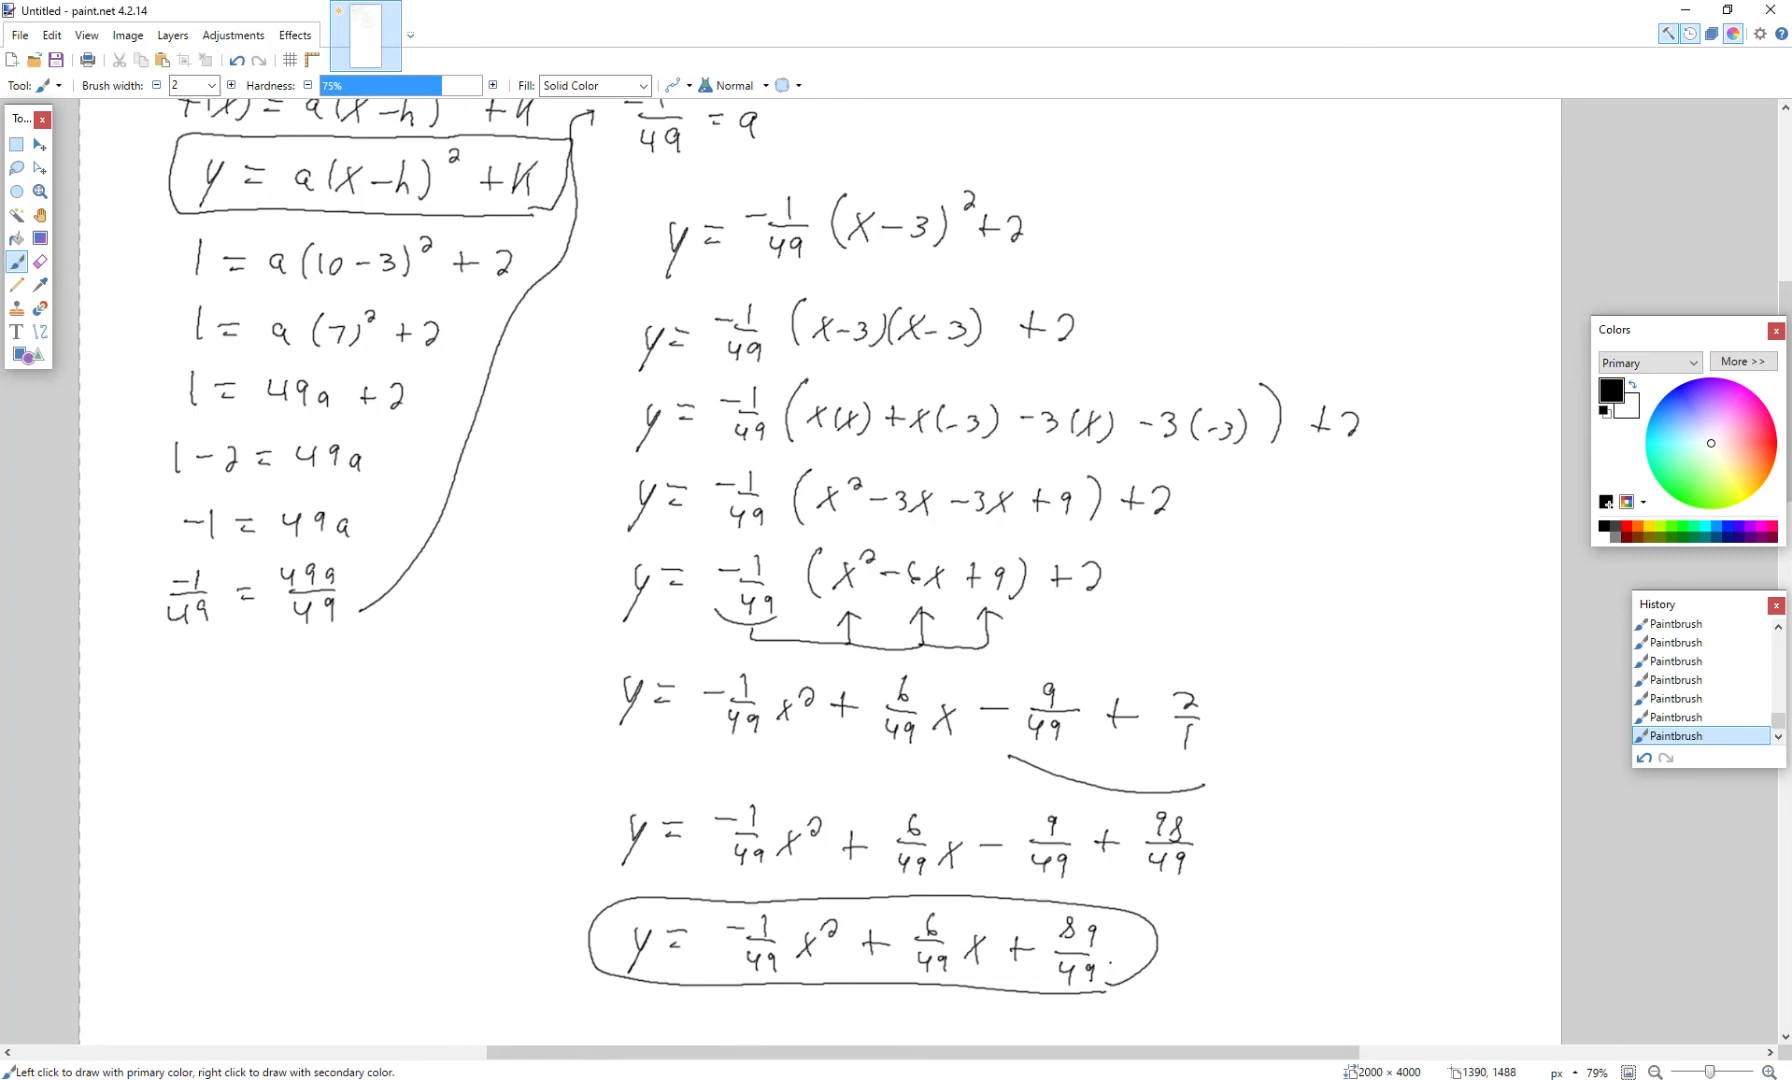 Untitled - paint.net 4.2.14
File Edit View Image Layers Adjustments Effects
Tool: Brush width: 2 Hardness: 75% Fill: Solid Color Normal
To...
f(x) = a(x-h) + K
y = a(x-h)² + K
1 = a(10-3)² + 2
1 = a(7)² + 2
1 = 49a + 2
1-2 = 49a
-1 = 49a
-1/49 = 49a/49
-1/49 = a
y = -1/49 (x-3)² + 2
y = -1/49 (x-3)(x-3) + 2
y = -1/49 (x(x) + x(-3) - 3(x) - 3(-3)) + 2
y = -1/49 (x² - 3x - 3x + 9) + 2
y = -1/49 (x² - 6x + 9) + 2
y = -1/49 x² + 6/49 x - 9/49 + 2/1
y = -1/49 x² + 6/49 x - 9/49 + 98/49
y = -1/49 x² + 6/49 x + 89/49
Colors
Primary More >>
History
Paintbrush
Paintbrush
Paintbrush
Paintbrush
Paintbrush
Paintbrush
Paintbrush
Left click to draw with primary color, right click to draw with secondary color. 2000 × 4000 1390, 1488 px 79%